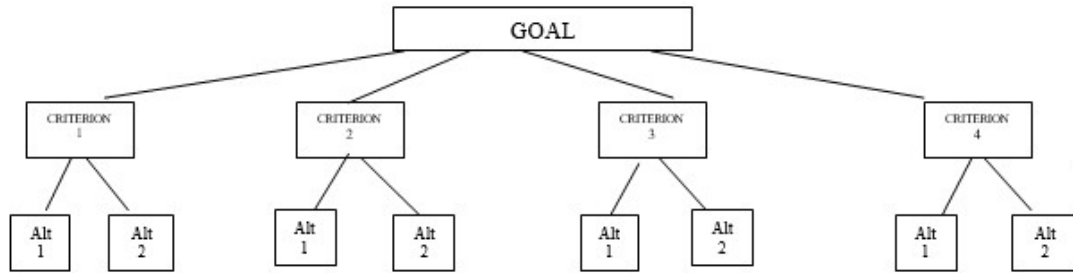 GOAL
CRITERION
1
CRITERION
2
CRITERION
3
CRITERION
4
Alt
1
Alt
2
Alt
1
Alt
2
Alt
1
Alt
2
Alt
1
Alt
2